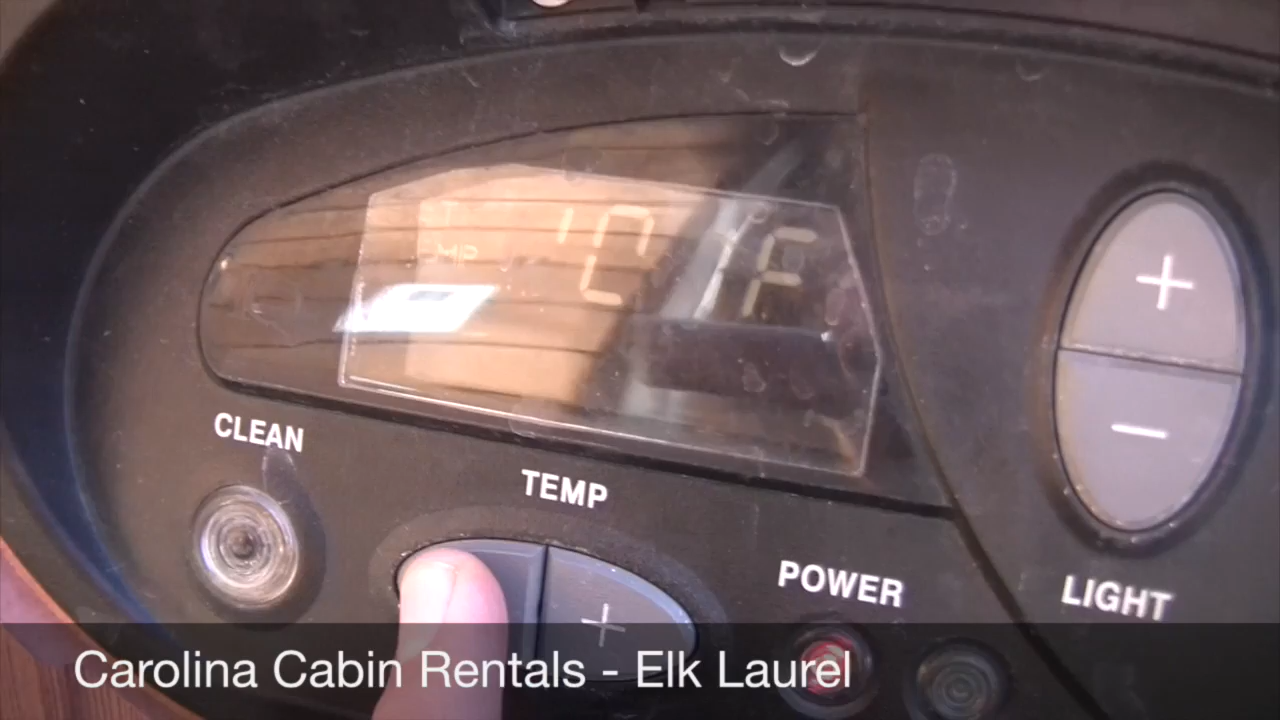 F
CLEAN
TEMP
+
+
−
POWER
LIGHT
Carolina Cabin Rentals - Elk Laurel